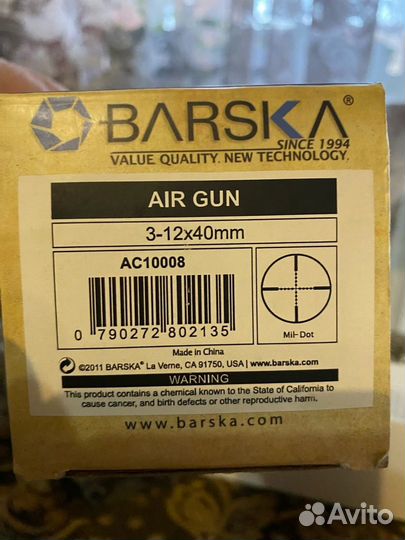 BARSKA®
SINCE 1994
VALUE QUALITY. NEW TECHNOLOGY.
AIR GUN
3-12x40mm
AC10008
0 790272 802135
Mil-Dot
Made in China
©2011 BARSKA® La Verne, CA 91750, USA | www.barska.com
WARNING
This product contains a chemical known to the State of California to
cause cancer, and birth defects or other reproductive harm.
www.barska.com
Avito